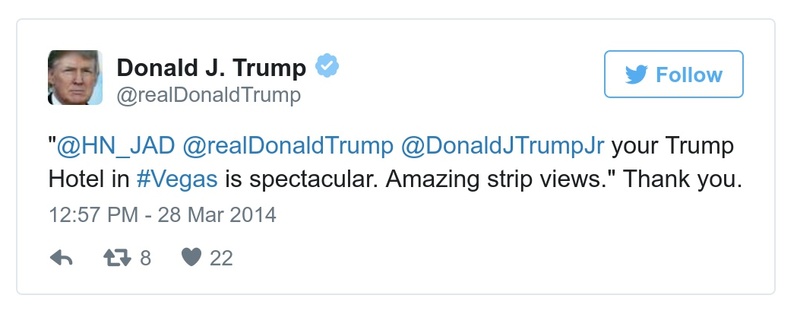 Donald J. Trump
@realDonaldTrump
Follow
"@HN_JAD @realDonaldTrump @DonaldJTrumpJr your Trump
Hotel in #Vegas is spectacular. Amazing strip views." Thank you.
12:57 PM - 28 Mar 2014
8 22